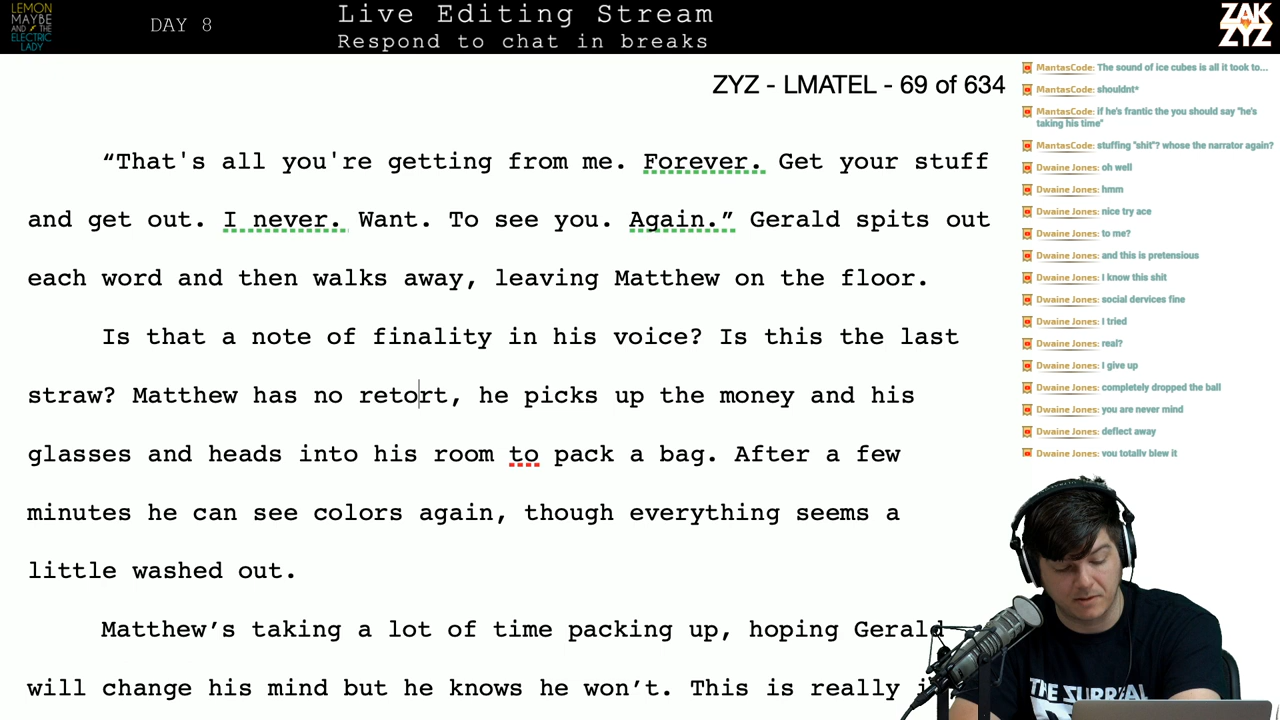 LEMON
MAYBE
AND THE
ELECTRIC
LADY
DAY 8
Live Editing Stream
Respond to chat in breaks
ZAK
ZYZ
ZYZ - LMATEL - 69 of 634
“That's all you're getting from me. Forever. Get your stuff
and get out. I never. Want. To see you. Again.” Gerald spits out
each word and then walks away, leaving Matthew on the floor.
Is that a note of finality in his voice? Is this the last
straw? Matthew has no retort, he picks up the money and his
glasses and heads into his room to pack a bag. After a few
minutes he can see colors again, though everything seems a
little washed out.
Matthew’s taking a lot of time packing up, hoping Gerald
will change his mind but he knows he won’t. This is really
MantasCode: The sound of ice cubes is all it took to...
MantasCode: shouldnt*
MantasCode: if he's frantic the you should say "he's
taking his time"
MantasCode: stuffing "shit"? whose the narrator again?
Dwaine Jones: oh well
Dwaine Jones: hmm
Dwaine Jones: nice try ace
Dwaine Jones: to me?
Dwaine Jones: and this is pretensious
Dwaine Jones: I know this shit
Dwaine Jones: social dervices fine
Dwaine Jones: I tried
Dwaine Jones: real?
Dwaine Jones: I give up
Dwaine Jones: completely dropped the ball
Dwaine Jones: you are never mind
Dwaine Jones: deflect away
Dwaine Jones: you totally blew it
THE SURREAL